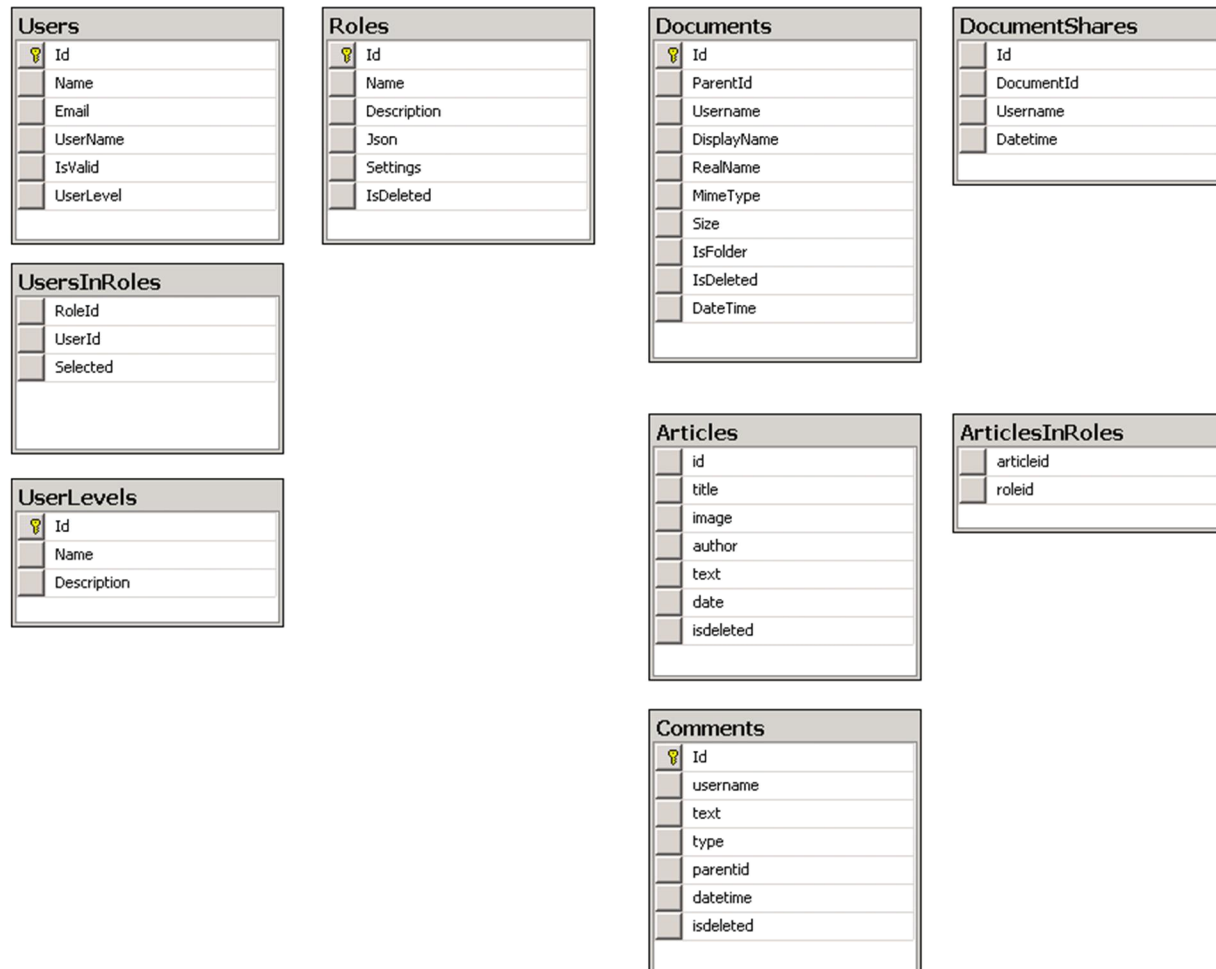 Users
Id
Name
Email
UserName
IsValid
UserLevel
Roles
Id
Name
Description
Json
Settings
IsDeleted
UsersInRoles
RoleId
UserId
Selected
UserLevels
Id
Name
Description
Documents
Id
ParentId
Username
DisplayName
RealName
MimeType
Size
IsFolder
IsDeleted
DateTime
DocumentShares
Id
DocumentId
Username
Datetime
Articles
id
title
image
author
text
date
isdeleted
ArticlesInRoles
articleid
roleid
Comments
Id
username
text
type
parentid
datetime
isdeleted